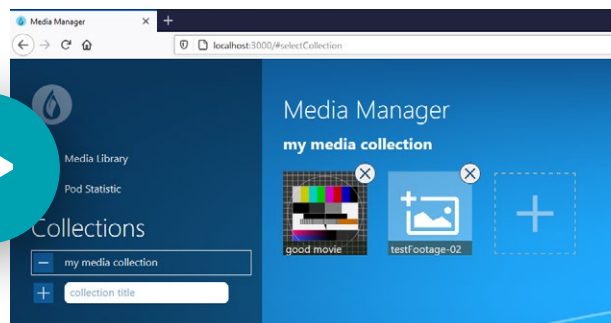 Media Manager
localhost:3000/#selectCollection
Media Library
Pod Statistic
Collections
my media collection
collection title
Media Manager
my media collection
good movie
testFootage-02